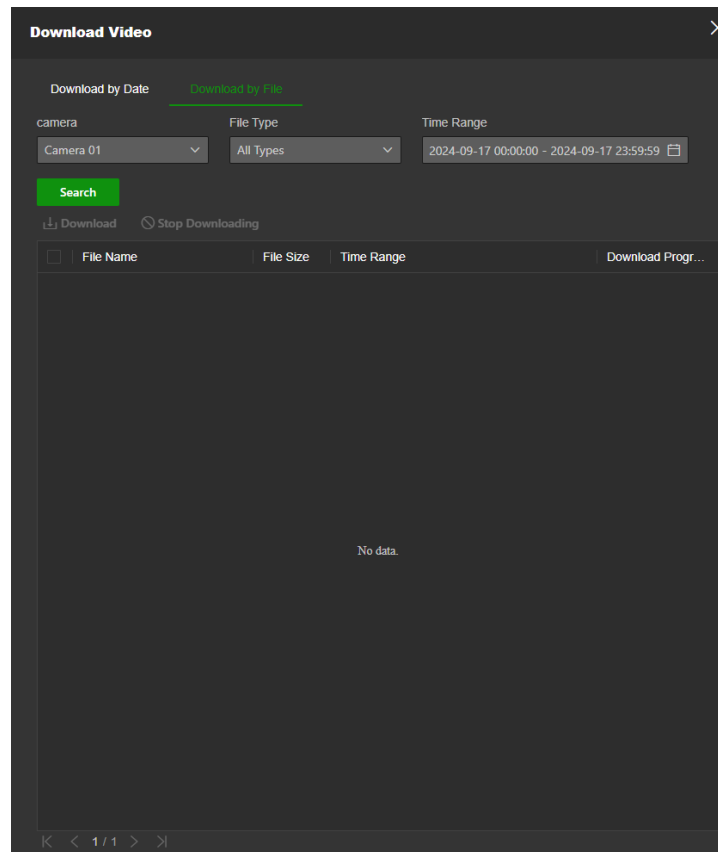 Download Video
Download by Date Download by File
camera File Type Time Range
Camera 01 All Types 2024-09-17 00:00:00 - 2024-09-17 23:59:59
Search
Download Stop Downloading
File Name File Size Time Range Download Progr...
No data.
1 / 1